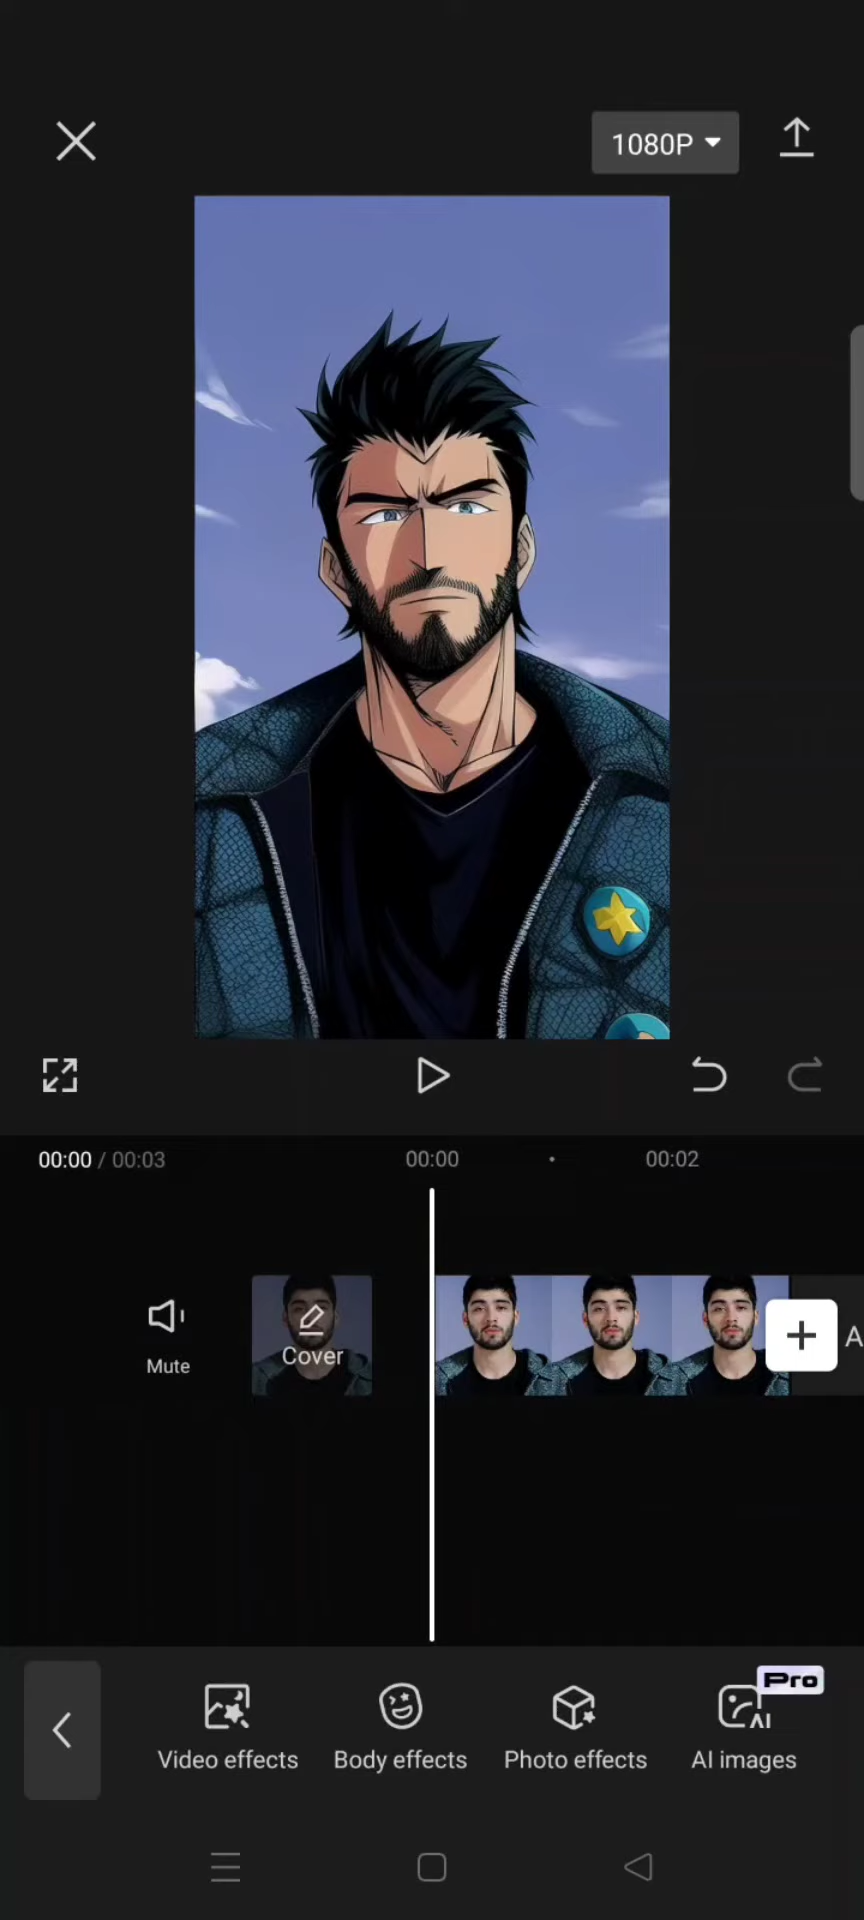 1080P
00:00 / 00:03
00:00
00:02
Mute
Cover
A
Pro
AI
Video effects
Body effects
Photo effects
AI images